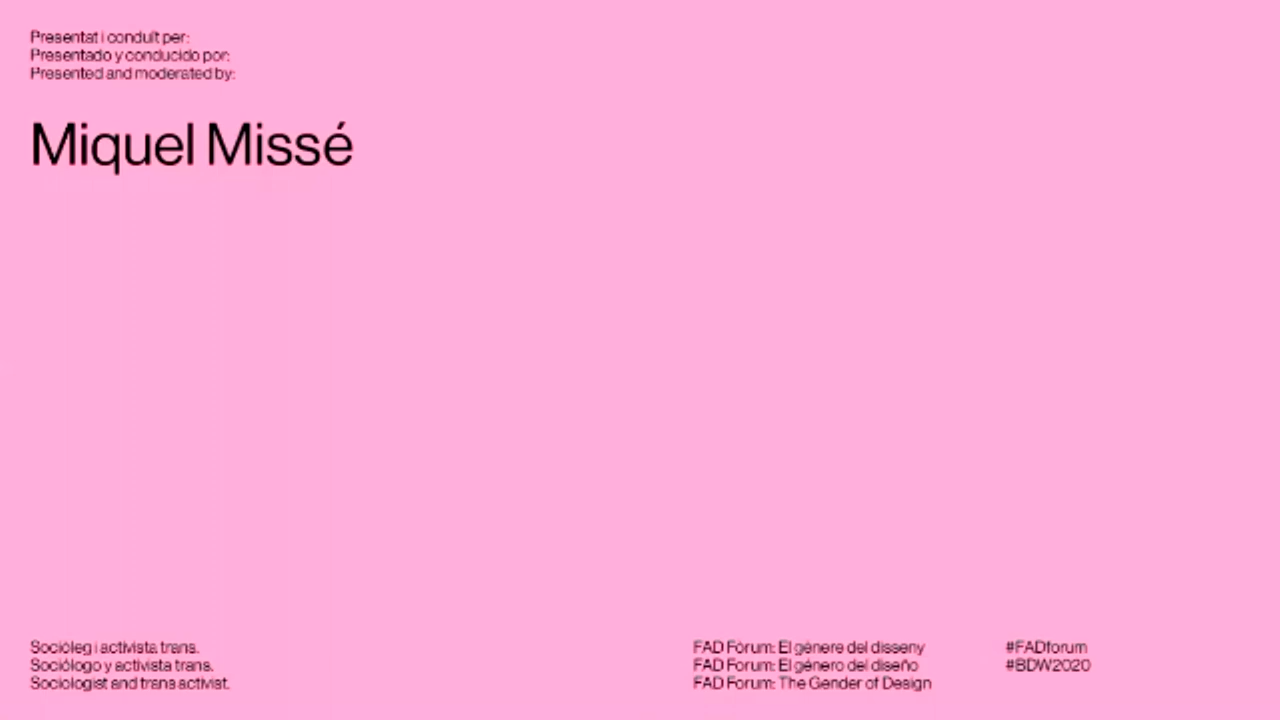 Presentat i conduït per:
Presentado y conducido por:
Presented and moderated by:
Miquel Missé
Sociòleg i activista trans.
Sociólogo y activista trans.
Sociologist and trans activist.
FAD Fòrum: El gènere del disseny
FAD Forum: El género del diseño
FAD Forum: The Gender of Design
#FADforum
#BDW2020